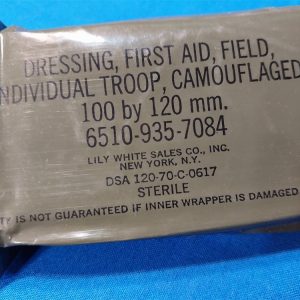 DRESSING, FIRST AID, FIELD,
INDIVIDUAL TROOP, CAMOUFLAGED
100 by 120 mm.
6510-935-7084
LILY WHITE SALES CO., INC.
NEW YORK, N.Y.
DSA 120-70-C-0617
STERILE
IS NOT GUARANTEED IF INNER WRAPPER IS DAMAGED